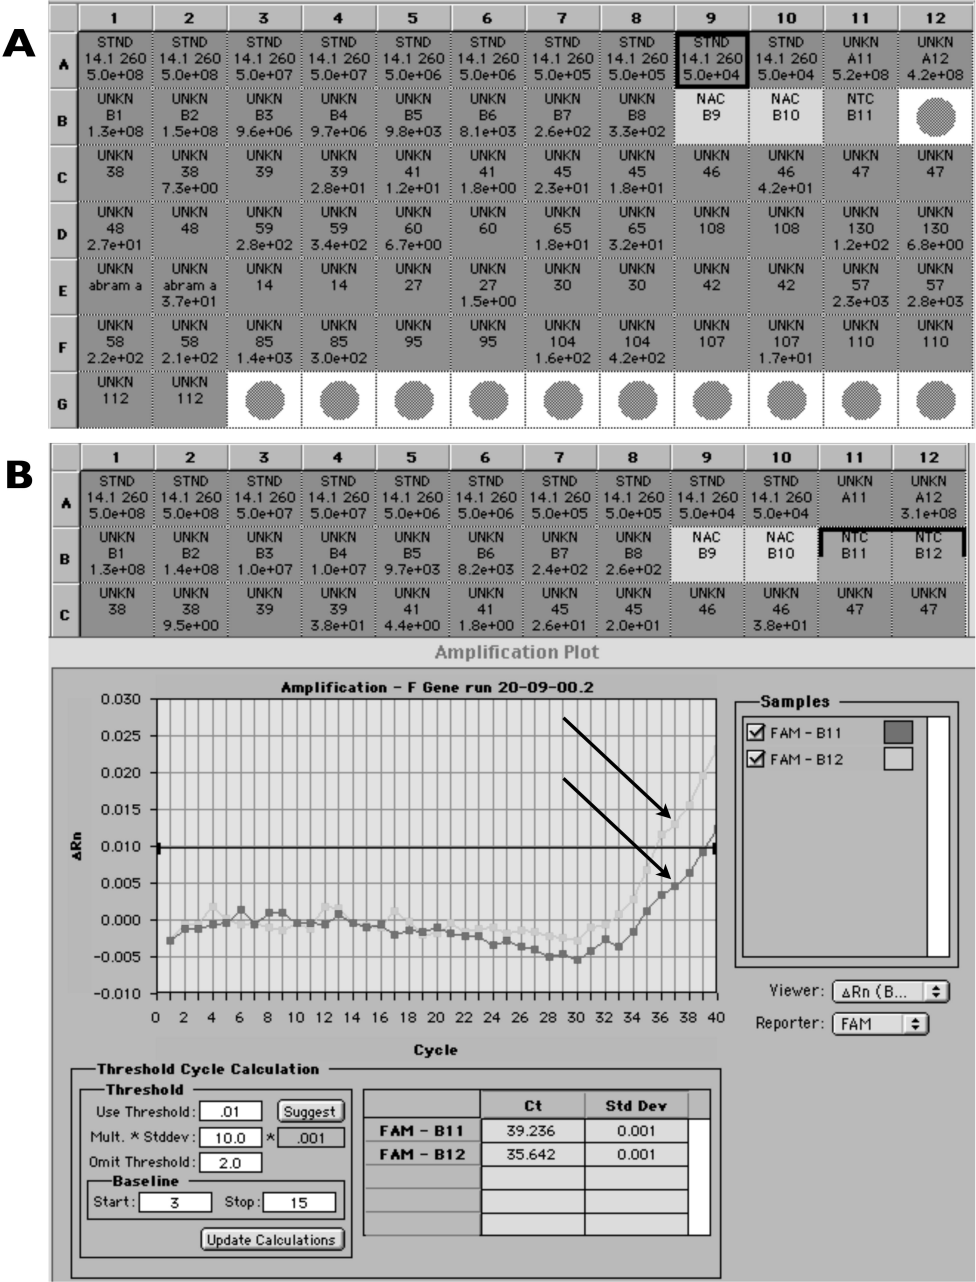 A
1 2 3 4 5 6 7 8 9 10 11 12
A
STND STND STND STND STND STND STND STND STND STND UNKN UNKN
14.1 260 14.1 260 14.1 260 14.1 260 14.1 260 14.1 260 14.1 260 14.1 260 14.1 260 14.1 260 A11 A12
5.0e+08 5.0e+08 5.0e+07 5.0e+07 5.0e+06 5.0e+06 5.0e+05 5.0e+05 5.0e+04 5.0e+04 5.2e+08 4.2e+08
B
UNKN UNKN UNKN UNKN UNKN UNKN UNKN UNKN NAC NAC NTC
B1 B2 B3 B4 B5 B6 B7 B8 B9 B10 B11
1.3e+08 1.5e+08 9.6e+06 9.7e+06 9.8e+03 8.1e+03 2.6e+02 3.3e+02
C
UNKN UNKN UNKN UNKN UNKN UNKN UNKN UNKN UNKN UNKN UNKN UNKN
38 38 39 39 41 41 45 45 46 46 47 47
7.3e+00 2.8e+01 1.2e+01 1.8e+00 2.3e+01 1.8e+01 4.2e+01
D
UNKN UNKN UNKN UNKN UNKN UNKN UNKN UNKN UNKN UNKN UNKN UNKN
48 48 59 59 60 60 65 65 108 108 130 130
2.7e+01 2.8e+02 3.4e+02 6.7e+00 1.8e+01 3.2e+01 1.2e+02 6.8e+00
E
UNKN UNKN UNKN UNKN UNKN UNKN UNKN UNKN UNKN UNKN UNKN UNKN
abram a abram a 14 14 27 27 30 30 42 42 57 57
3.7e+01 1.5e+00 2.3e+03 2.8e+03
F
UNKN UNKN UNKN UNKN UNKN UNKN UNKN UNKN UNKN UNKN UNKN UNKN
58 58 85 85 95 95 104 104 107 107 110 110
2.2e+02 2.1e+02 1.4e+03 3.0e+02 1.6e+02 4.2e+02 1.7e+01
G
UNKN UNKN
112 112
B
1 2 3 4 5 6 7 8 9 10 11 12
A
STND STND STND STND STND STND STND STND STND STND UNKN UNKN
14.1 260 14.1 260 14.1 260 14.1 260 14.1 260 14.1 260 14.1 260 14.1 260 14.1 260 14.1 260 A11 A12
5.0e+08 5.0e+08 5.0e+07 5.0e+07 5.0e+06 5.0e+06 5.0e+05 5.0e+05 5.0e+04 5.0e+04 3.1e+08
B
UNKN UNKN UNKN UNKN UNKN UNKN UNKN UNKN NAC NAC NTC NTC
B1 B2 B3 B4 B5 B6 B7 B8 B9 B10 B11 B12
1.3e+08 1.4e+08 1.0e+07 1.0e+07 9.7e+03 8.2e+03 2.4e+02 2.6e+02
C
UNKN UNKN UNKN UNKN UNKN UNKN UNKN UNKN UNKN UNKN UNKN UNKN
38 38 39 39 41 41 45 45 46 46 47 47
9.5e+00 3.8e+01 4.4e+00 1.8e+00 2.6e+01 2.0e+01 3.8e+01
Amplification Plot
Amplification - F Gene run 20-09-00.2
0.030
0.025
0.020
0.015
0.010
0.005
0.000
-0.005
-0.010
ΔRn
0 2 4 6 8 10 12 14 16 18 20 22 24 26 28 30 32 34 36 38 40
Cycle
Samples
FAM - B11
FAM - B12
Viewer: ΔRn (B...
Reporter: FAM
Threshold Cycle Calculation
Threshold
Use Threshold: .01 Suggest
Mult. * Stddev: 10.0 * .001
Omit Threshold: 2.0
Baseline
Start: 3 Stop: 15
Update Calculations
Ct Std Dev
FAM - B11 39.236 0.001
FAM - B12 35.642 0.001